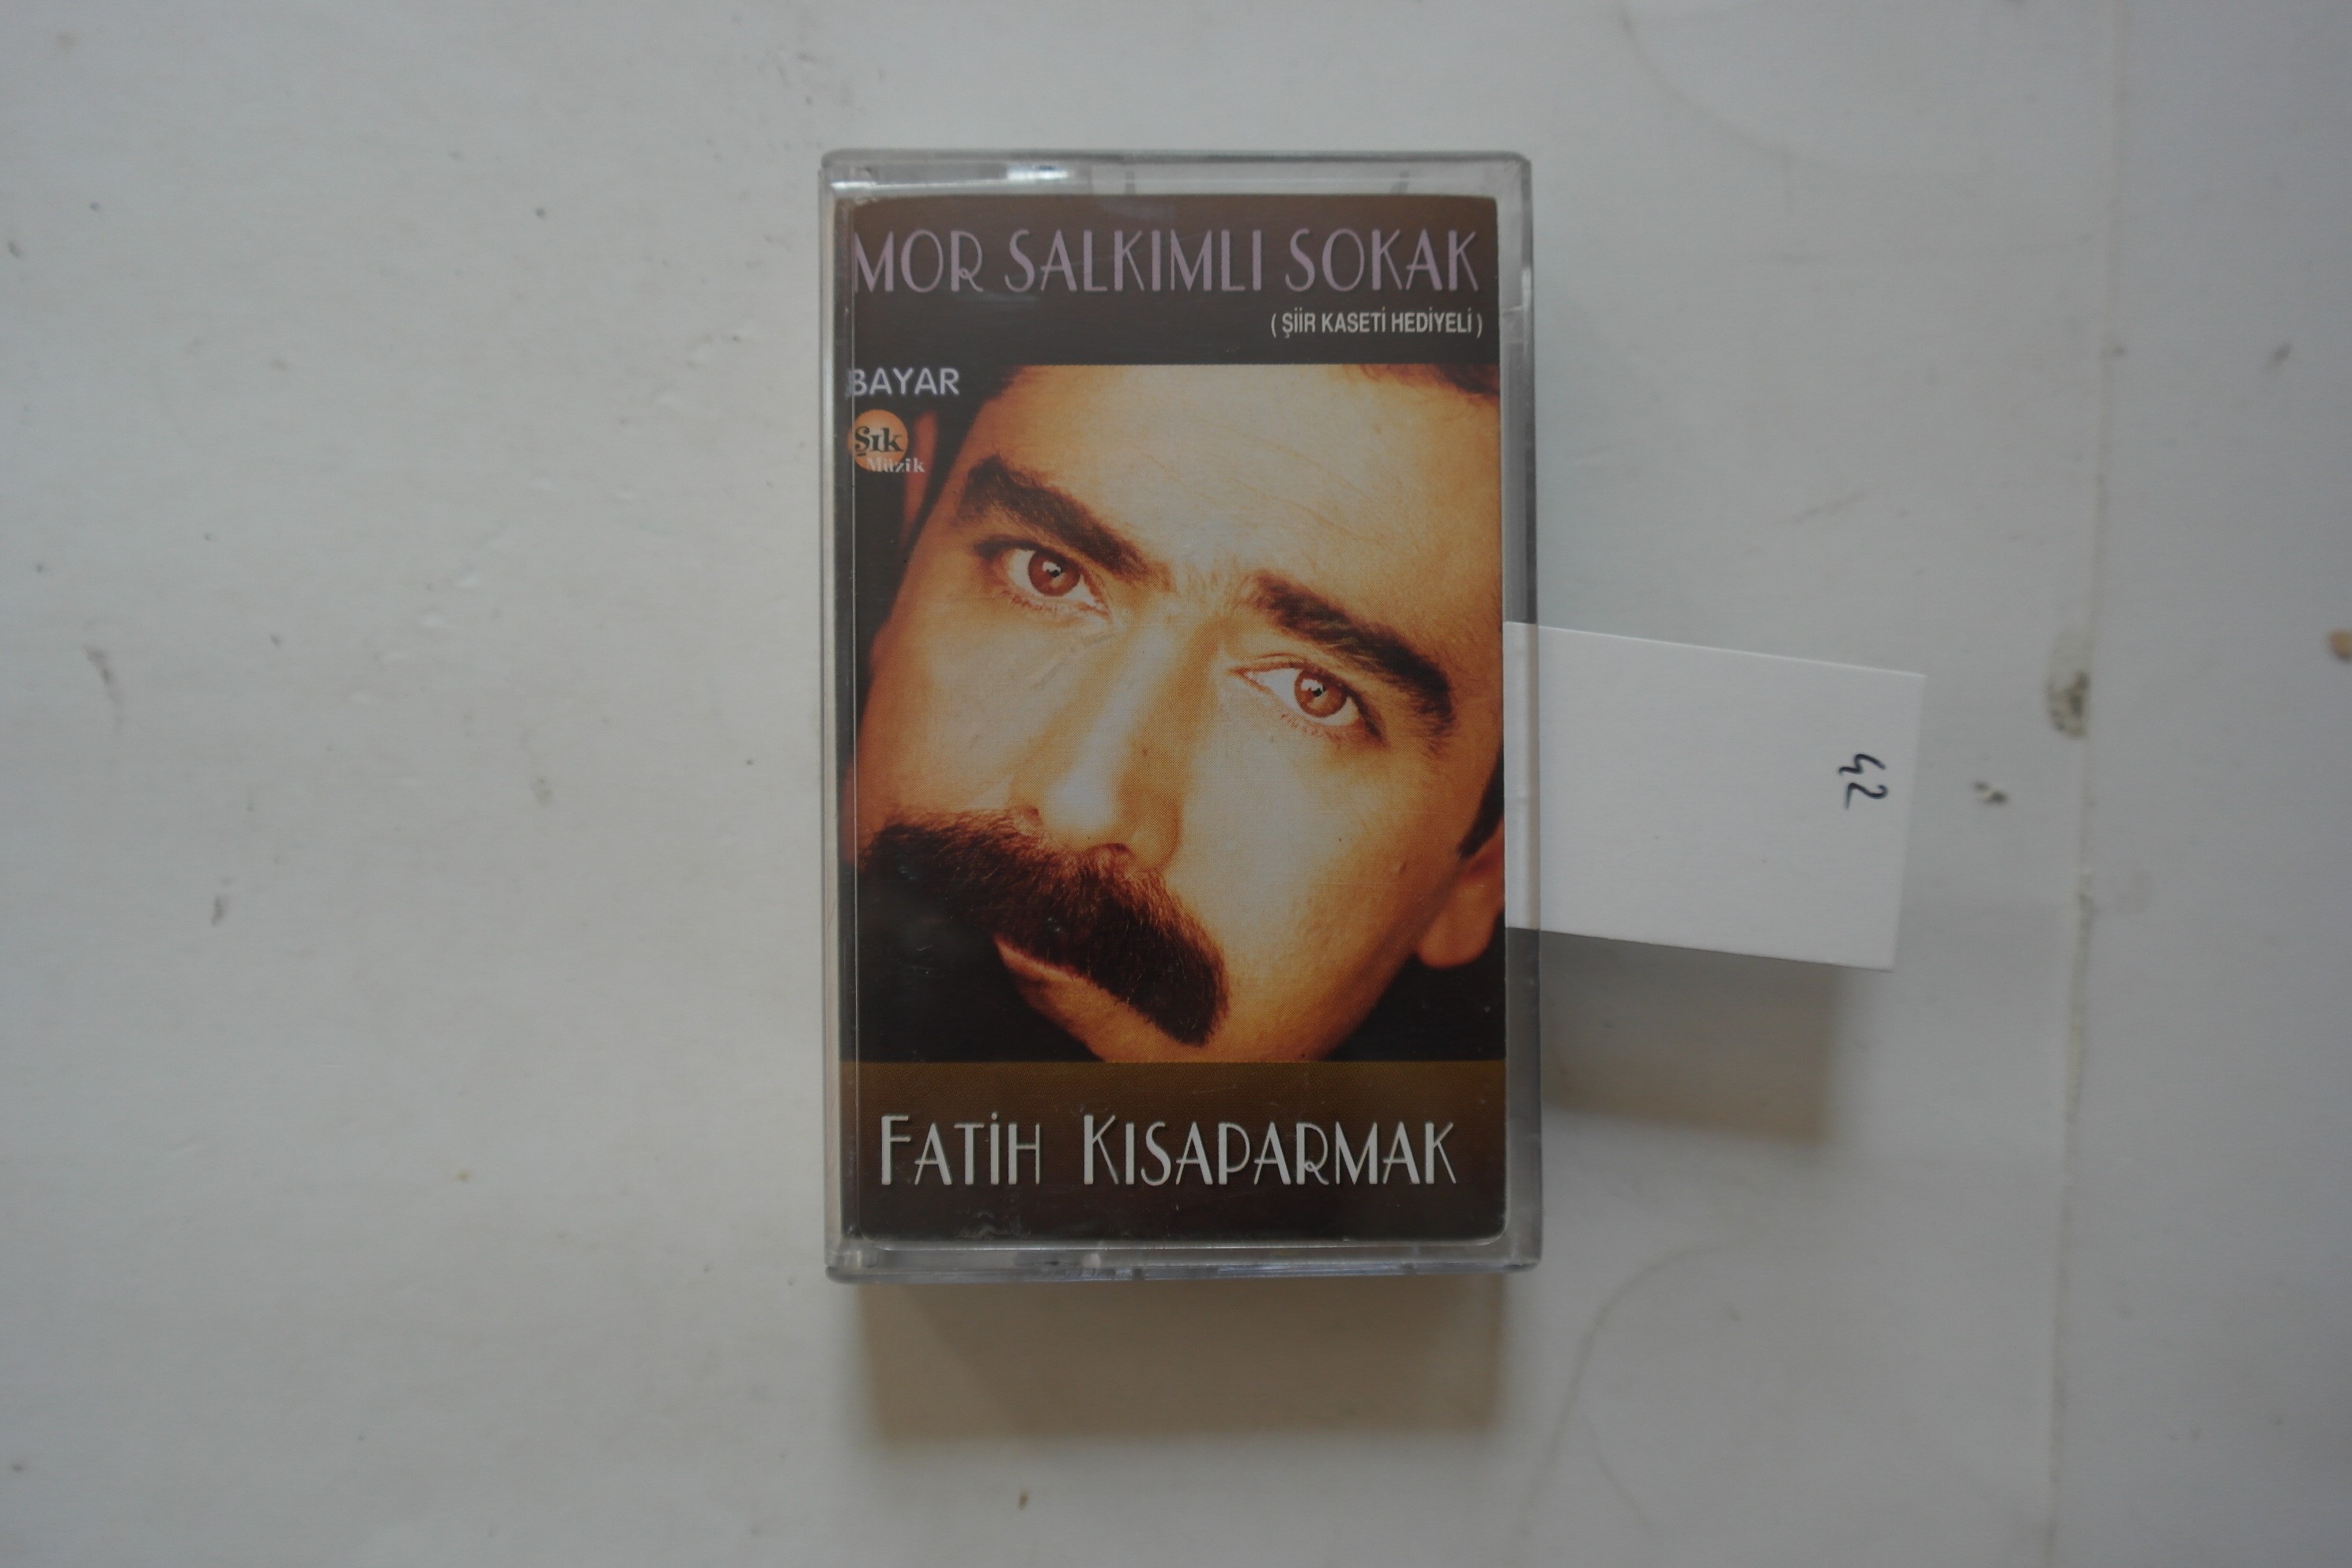 MOR SALKIMLI SOKAK
( ŞİİR KASETİ HEDİYELİ )
BAYAR
Şık
Müzik
42
FATİH KISAPARMAK